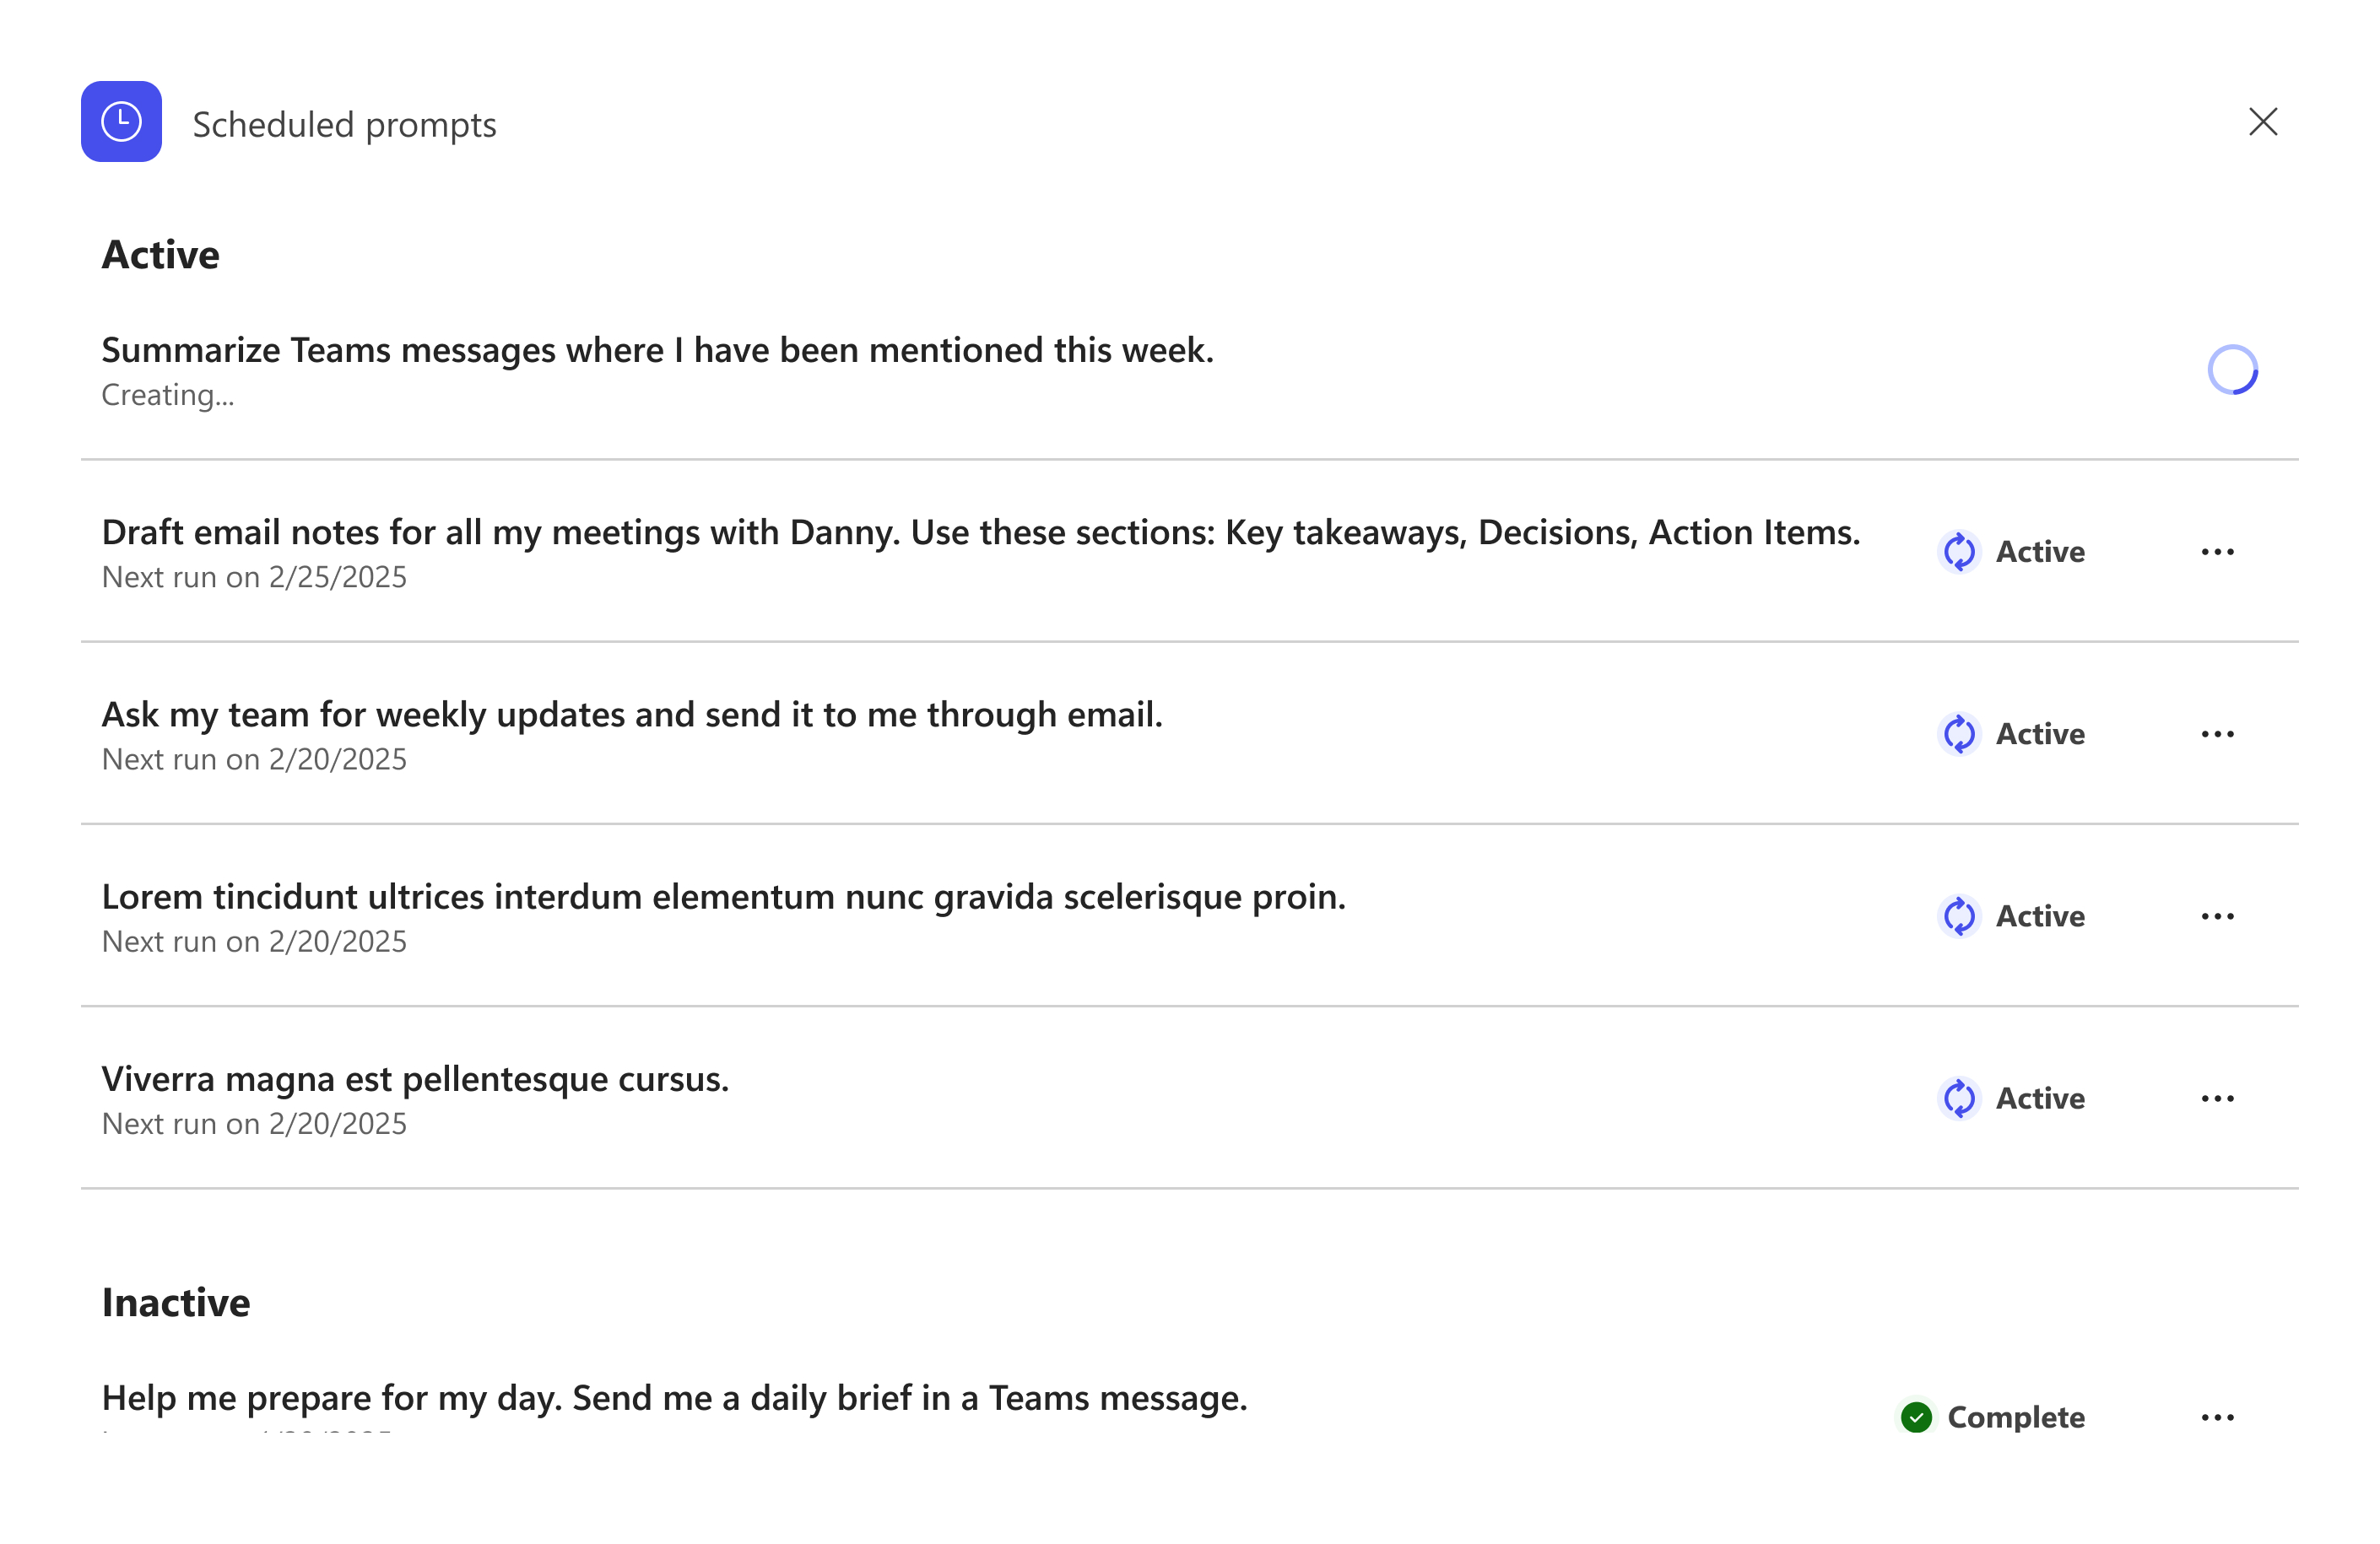 Scheduled prompts
Active
Summarize Teams messages where I have been mentioned this week.
Creating...
Draft email notes for all my meetings with Danny. Use these sections: Key takeaways, Decisions, Action Items.
Next run on 2/25/2025
Active
Ask my team for weekly updates and send it to me through email.
Next run on 2/20/2025
Active
Lorem tincidunt ultrices interdum elementum nunc gravida scelerisque proin.
Next run on 2/20/2025
Active
Viverra magna est pellentesque cursus.
Next run on 2/20/2025
Active
Inactive
Help me prepare for my day. Send me a daily brief in a Teams message.
Complete